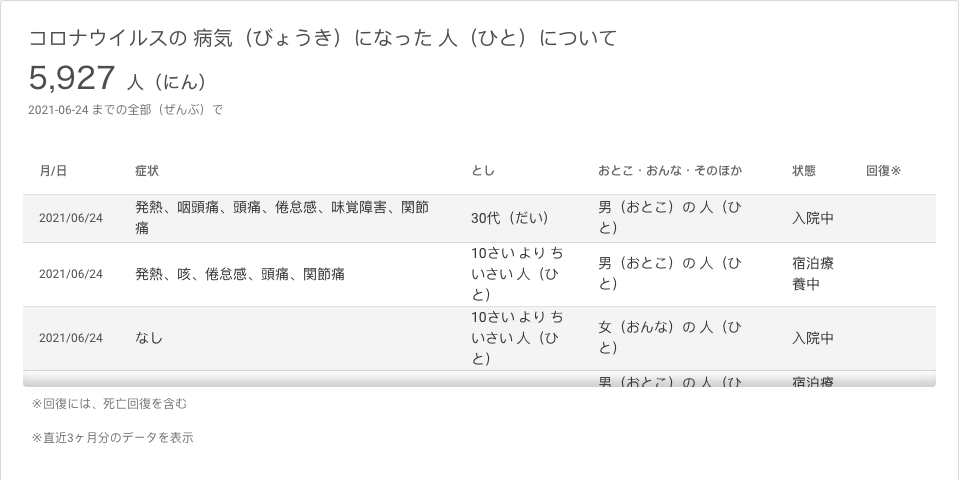 コロナウイルスの 病気（びょうき）になった 人（ひと）について
5,927 人（にん）
2021-06-24 までの全部（ぜんぶ）で
月/日 症状 とし おとこ・おんな・そのほか 状態 回復※
2021/06/24 発熱、咽頭痛、頭痛、倦怠感、味覚障害、関節痛 30代（だい） 男（おとこ）の 人（ひと） 入院中
2021/06/24 発熱、咳、倦怠感、頭痛、関節痛 10さい より ちいさい 人（ひと） 男（おとこ）の 人（ひと） 宿泊療養中
2021/06/24 なし 10さい より ちいさい 人（ひと） 女（おんな）の 人（ひと） 入院中
男（おとこ）の 人（ひ 宿泊療
※回復には、死亡回復を含む
※直近3ヶ月分のデータを表示